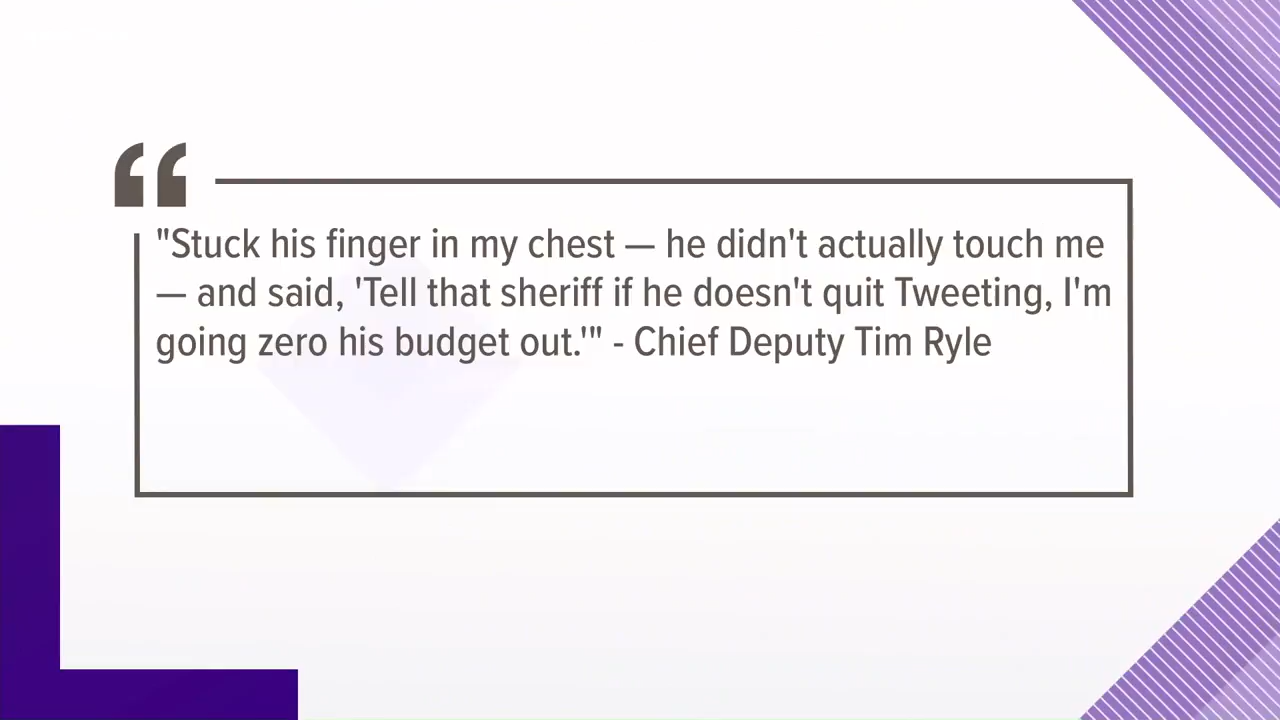 "Stuck his finger in my chest — he didn't actually touch me
— and said, 'Tell that sheriff if he doesn't quit Tweeting, I'm
going zero his budget out.'" - Chief Deputy Tim Ryle